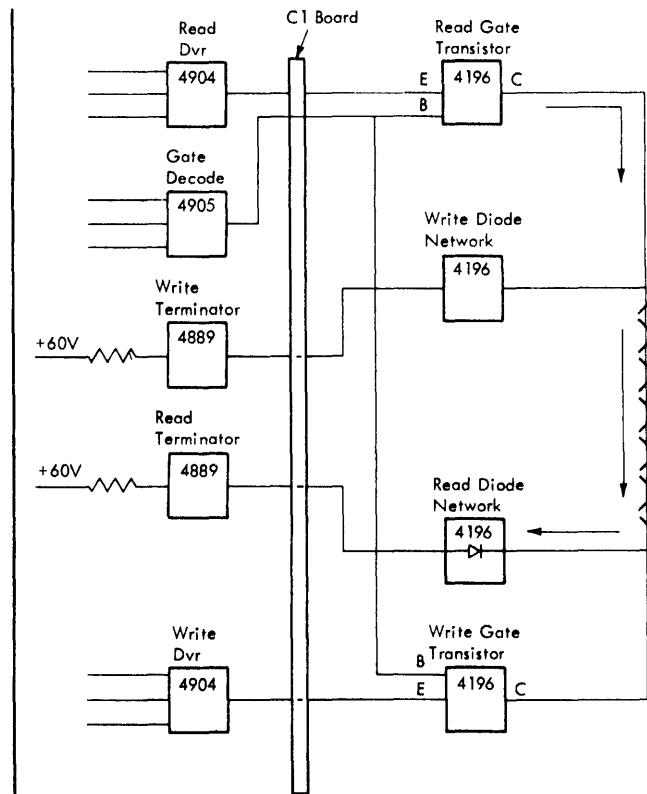 C1 Board
Read
Dvr
4904
Read Gate
Transistor
E
B
4196
C
Gate
Decode
4905
Write Diode
Network
4196
Write
Terminator
+60V
4889
Read
Terminator
+60V
4889
Read Diode
Network
4196
Write
Dvr
4904
Write Gate
Transistor
B
E
4196
C